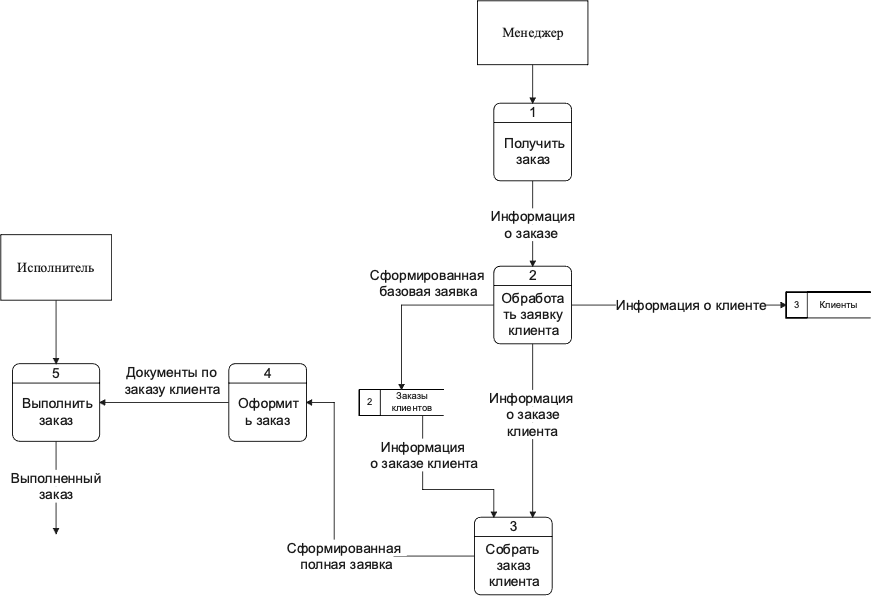 Менеджер
1
Получить
заказ
Информация
о заказе
Исполнитель
Сформированная
базовая заявка
2
Обработа
ть заявку
клиента
Информация о клиенте
3
Клиенты
5
Выполнить
заказ
Документы по
заказу клиента
4
Оформит
ь заказ
2
Заказы
клиентов
Информация
о заказе
клиента
Информация
о заказе клиента
Выполненный
заказ
3
Собрать
заказ
клиента
Сформированная
полная заявка